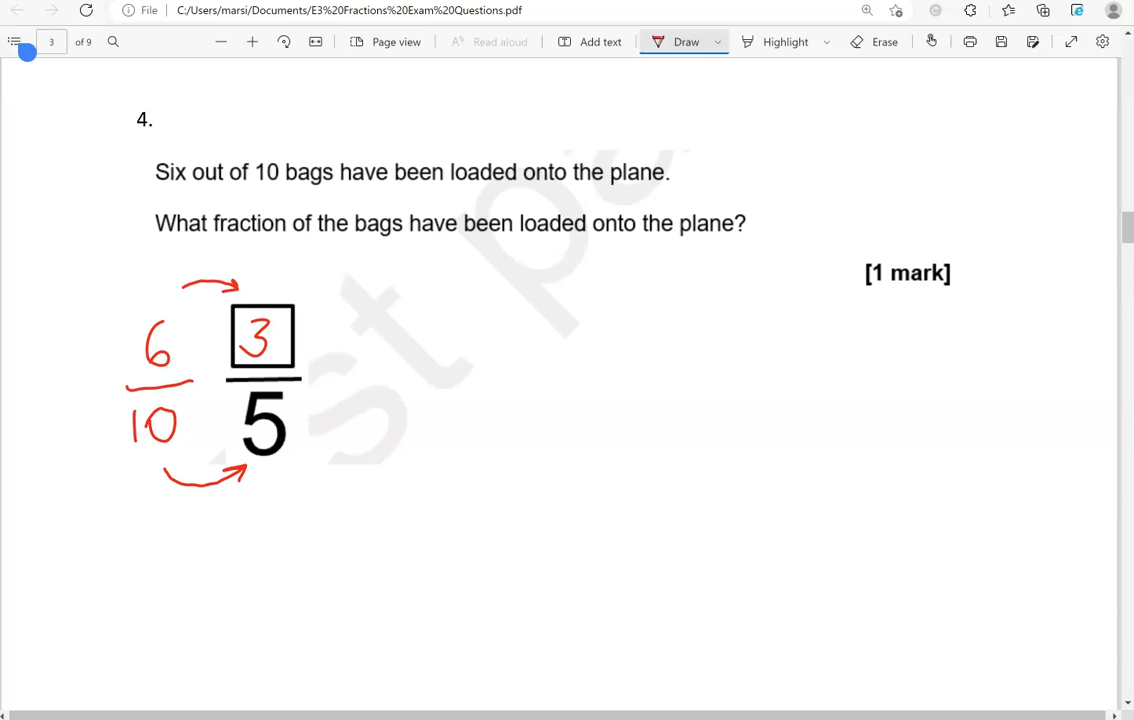 File C:/Users/marsi/Documents/E3%20Fractions%20Exam%20Questions.pdf
3 of 9 Page view Read aloud Add text Draw Highlight Erase
4.
Six out of 10 bags have been loaded onto the plane.
What fraction of the bags have been loaded onto the plane?
[1 mark]
6 3
10 5